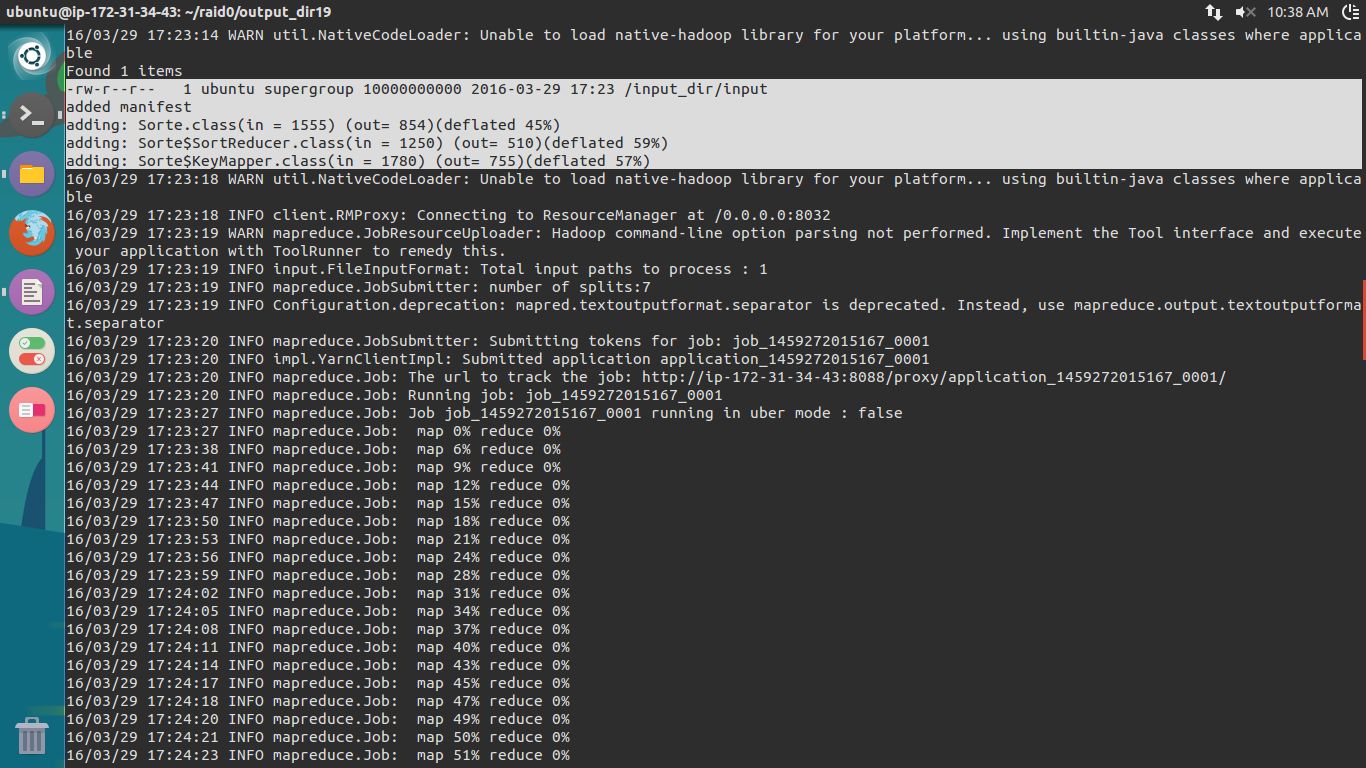 ubuntu@ip-172-31-34-43: ~/raid0/output_dir19
10:38 AM
16/03/29 17:23:14 WARN util.NativeCodeLoader: Unable to load native-hadoop library for your platform... using builtin-java classes where applica
ble
Found 1 items
-rw-r--r--   1 ubuntu supergroup 10000000000 2016-03-29 17:23 /input_dir/input
added manifest
adding: Sorte.class(in = 1555) (out= 854)(deflated 45%)
adding: Sorte$SortReducer.class(in = 1250) (out= 510)(deflated 59%)
adding: Sorte$KeyMapper.class(in = 1780) (out= 755)(deflated 57%)
16/03/29 17:23:18 WARN util.NativeCodeLoader: Unable to load native-hadoop library for your platform... using builtin-java classes where applica
ble
16/03/29 17:23:18 INFO client.RMProxy: Connecting to ResourceManager at /0.0.0.0:8032
16/03/29 17:23:19 WARN mapreduce.JobResourceUploader: Hadoop command-line option parsing not performed. Implement the Tool interface and execute
 your application with ToolRunner to remedy this.
16/03/29 17:23:19 INFO input.FileInputFormat: Total input paths to process : 1
16/03/29 17:23:19 INFO mapreduce.JobSubmitter: number of splits:7
16/03/29 17:23:19 INFO Configuration.deprecation: mapred.textoutputformat.separator is deprecated. Instead, use mapreduce.output.textoutputforma
t.separator
16/03/29 17:23:20 INFO mapreduce.JobSubmitter: Submitting tokens for job: job_1459272015167_0001
16/03/29 17:23:20 INFO impl.YarnClientImpl: Submitted application application_1459272015167_0001
16/03/29 17:23:20 INFO mapreduce.Job: The url to track the job: http://ip-172-31-34-43:8088/proxy/application_1459272015167_0001/
16/03/29 17:23:20 INFO mapreduce.Job: Running job: job_1459272015167_0001
16/03/29 17:23:27 INFO mapreduce.Job: Job job_1459272015167_0001 running in uber mode : false
16/03/29 17:23:27 INFO mapreduce.Job:  map 0% reduce 0%
16/03/29 17:23:38 INFO mapreduce.Job:  map 6% reduce 0%
16/03/29 17:23:41 INFO mapreduce.Job:  map 9% reduce 0%
16/03/29 17:23:44 INFO mapreduce.Job:  map 12% reduce 0%
16/03/29 17:23:47 INFO mapreduce.Job:  map 15% reduce 0%
16/03/29 17:23:50 INFO mapreduce.Job:  map 18% reduce 0%
16/03/29 17:23:53 INFO mapreduce.Job:  map 21% reduce 0%
16/03/29 17:23:56 INFO mapreduce.Job:  map 24% reduce 0%
16/03/29 17:23:59 INFO mapreduce.Job:  map 28% reduce 0%
16/03/29 17:24:02 INFO mapreduce.Job:  map 31% reduce 0%
16/03/29 17:24:05 INFO mapreduce.Job:  map 34% reduce 0%
16/03/29 17:24:08 INFO mapreduce.Job:  map 37% reduce 0%
16/03/29 17:24:11 INFO mapreduce.Job:  map 40% reduce 0%
16/03/29 17:24:14 INFO mapreduce.Job:  map 43% reduce 0%
16/03/29 17:24:17 INFO mapreduce.Job:  map 45% reduce 0%
16/03/29 17:24:18 INFO mapreduce.Job:  map 47% reduce 0%
16/03/29 17:24:20 INFO mapreduce.Job:  map 49% reduce 0%
16/03/29 17:24:21 INFO mapreduce.Job:  map 50% reduce 0%
16/03/29 17:24:23 INFO mapreduce.Job:  map 51% reduce 0%